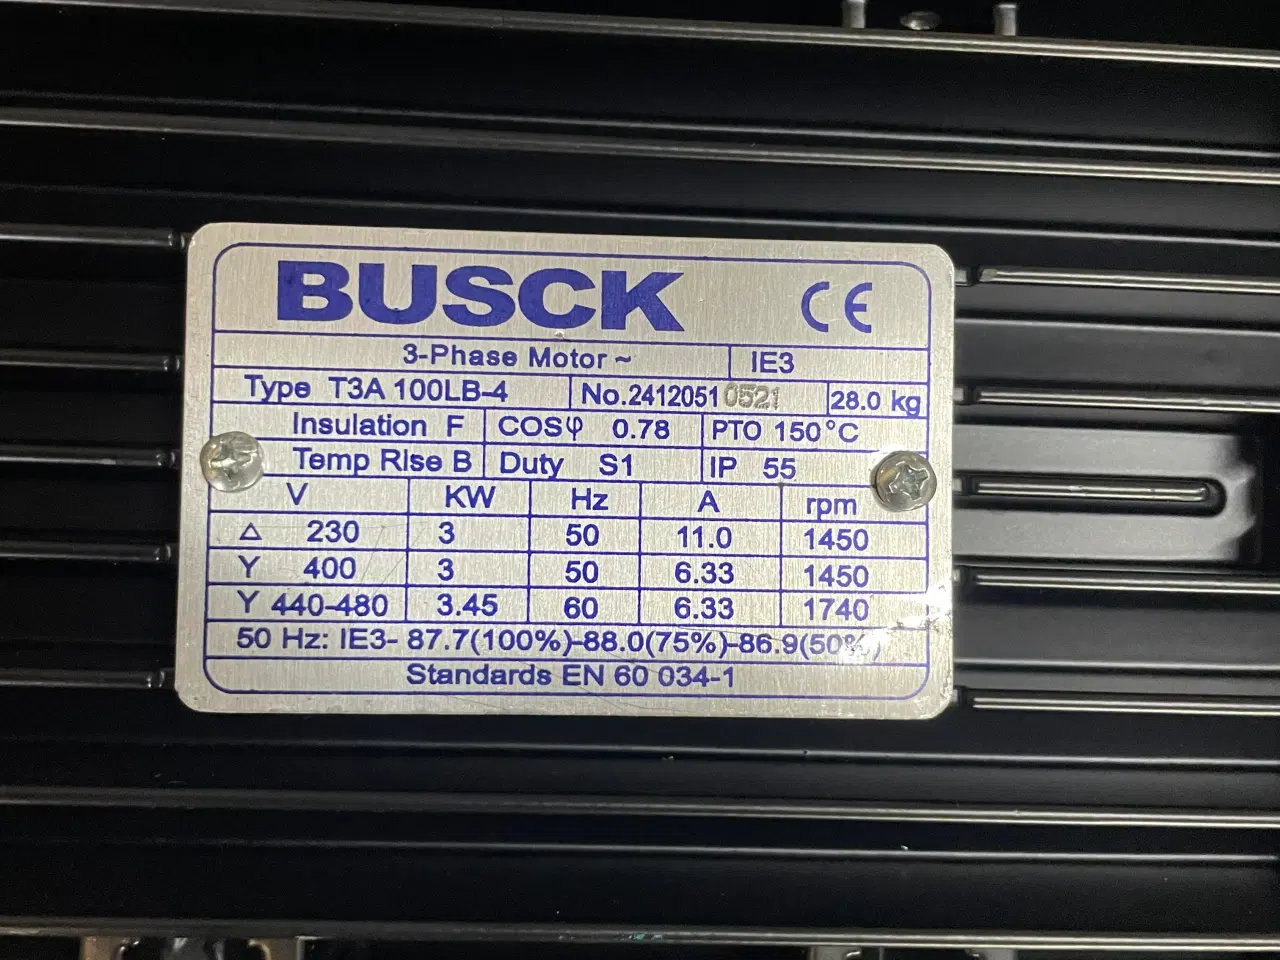 BUSCK CE
3-Phase Motor ~ IE3
Type T3A 100LB-4 No.2412051 0521 28.0 kg
Insulation F COSφ 0.78 PTO 150°C
Temp RIse B Duty S1 IP 55
V KW Hz A rpm
Δ 230 3 50 11.0 1450
Y 400 3 50 6.33 1450
Y 440-480 3.45 60 6.33 1740
50 Hz: IE3- 87.7(100%)-88.0(75%)-86.9(50%)
Standards EN 60 034-1